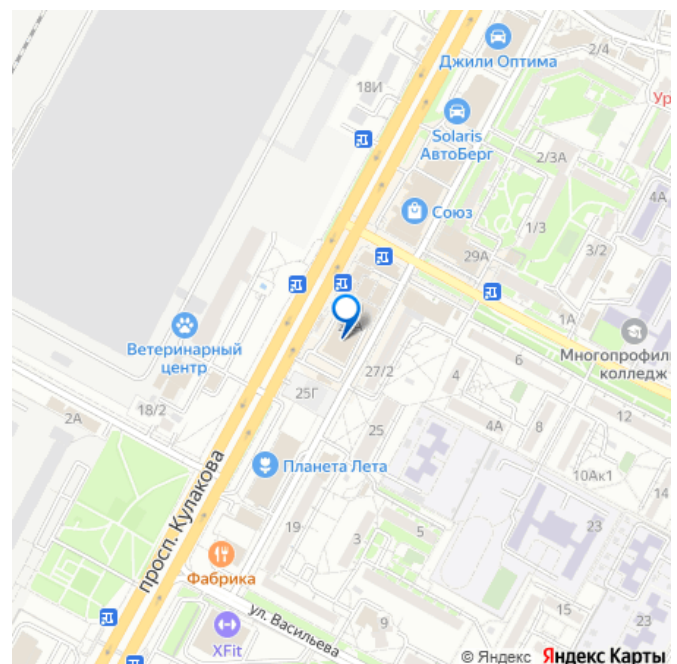 2/4
Джили Оптима
Ур
18И
Solaris
АвтоБерг
2/3А
4А
Союз
1/3
3/2
29А
1А
Ветеринарный
центр
Многопрофиль
колледж
27/2
4
6
25Г
18/2
2А
12
25
4А
8
Планета Лета
10Ак1
14
просп. Кулакова
19
3
5
23
Фабрика
ул. Васильева
15
9
23
XFit
© Яндекс Яндекс Карты